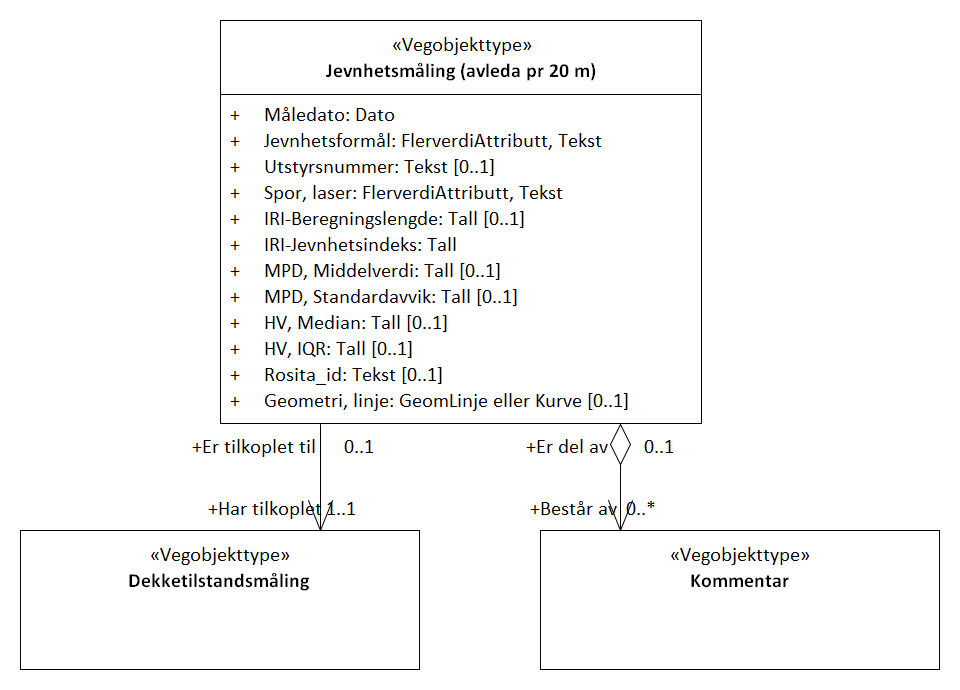 «Vegobjekttype»
Jevnhetsmåling (avleda pr 20 m)
+ Måledato: Dato
+ Jevnhetsformål: FlerverdiAttributt, Tekst
+ Utstyrsnummer: Tekst [0..1]
+ Spor, laser: FlerverdiAttributt, Tekst
+ IRI-Beregningslengde: Tall [0..1]
+ IRI-Jevnhetsindeks: Tall
+ MPD, Middelverdi: Tall [0..1]
+ MPD, Standardavvik: Tall [0..1]
+ HV, Median: Tall [0..1]
+ HV, IQR: Tall [0..1]
+ Rosita_id: Tekst [0..1]
+ Geometri, linje: GeomLinje eller Kurve [0..1]
+Er tilkoplet til 0..1
+Er del av 0..1
+Har tilkoplet 1..1
+Består av 0..*
«Vegobjekttype»
Dekketilstandsmåling
«Vegobjekttype»
Kommentar